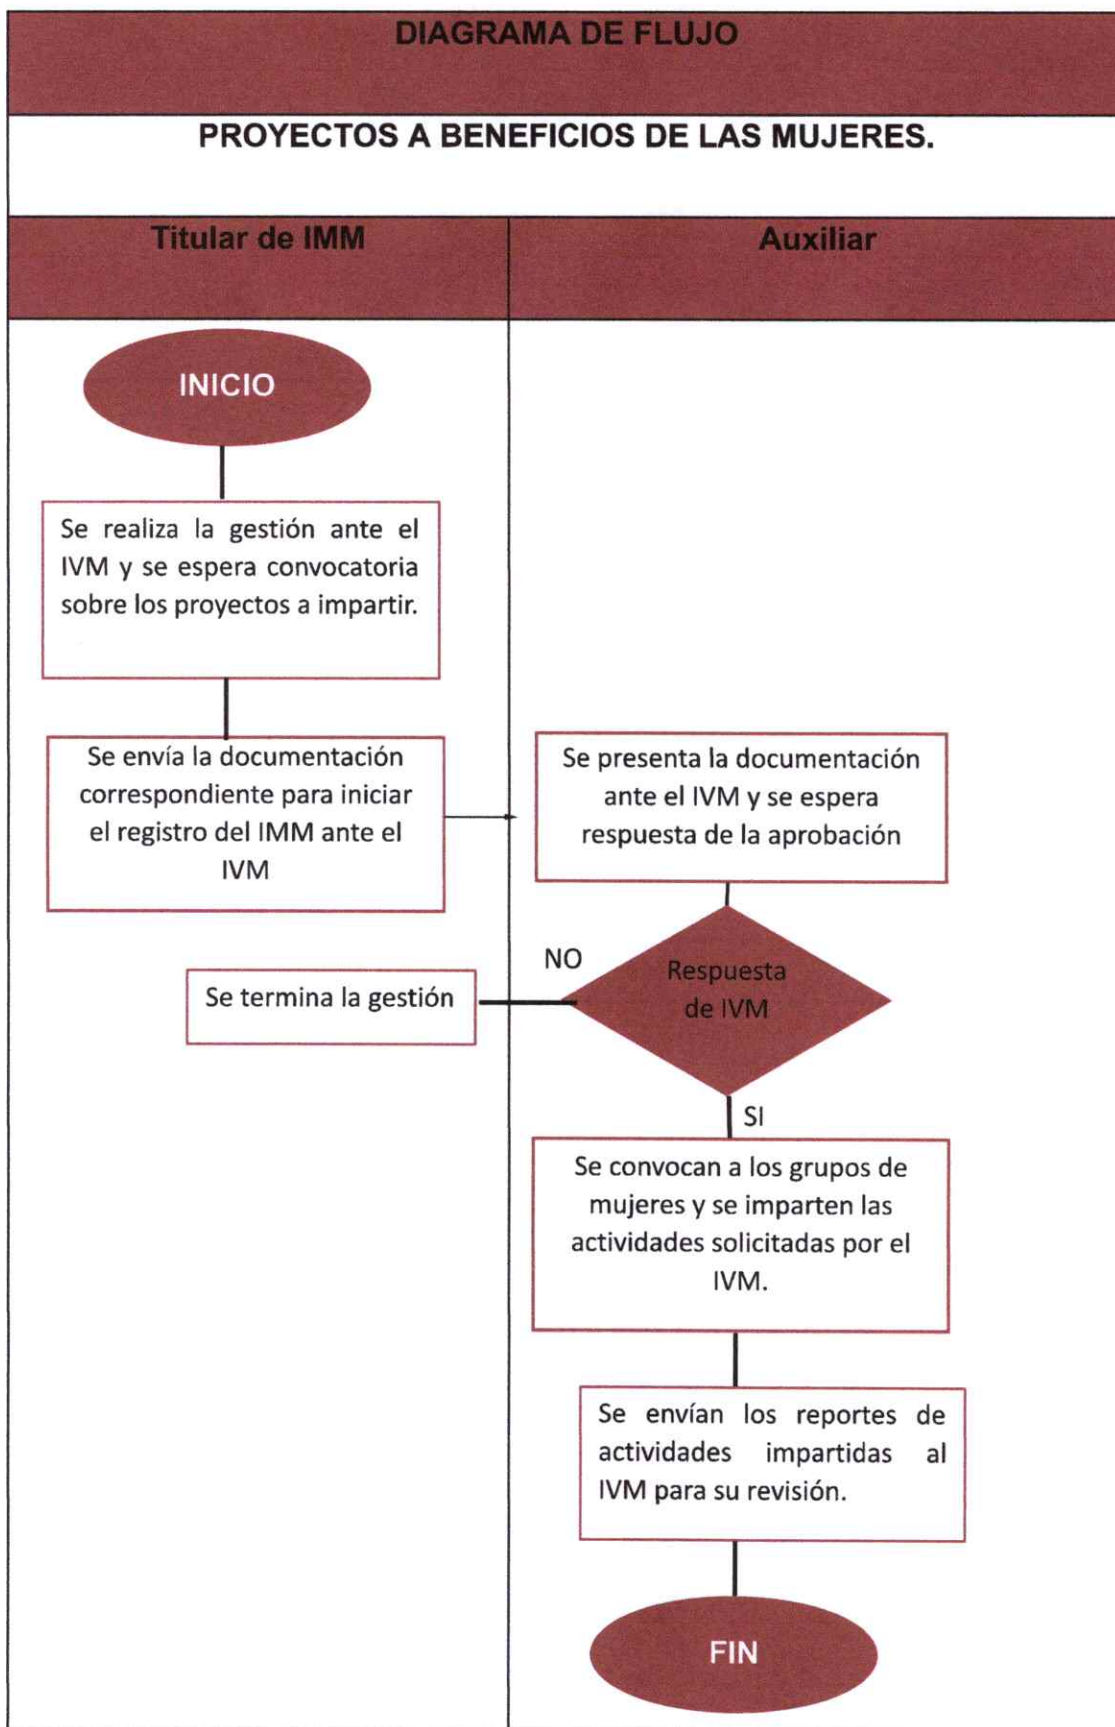 DIAGRAMA DE FLUJO
PROYECTOS A BENEFICIOS DE LAS MUJERES.
Titular de IMM
Auxiliar
INICIO
Se realiza la gestión ante el
IVM y se espera convocatoria
sobre los proyectos a impartir.
Se envía la documentación
correspondiente para iniciar
el registro del IMM ante el
IVM
Se presenta la documentación
ante el IVM y se espera
respuesta de la aprobación
NO
Respuesta
de IVM
Se termina la gestión
SI
Se convocan a los grupos de
mujeres y se imparten las
actividades solicitadas por el
IVM.
Se envían los reportes de
actividades impartidas al
IVM para su revisión.
FIN